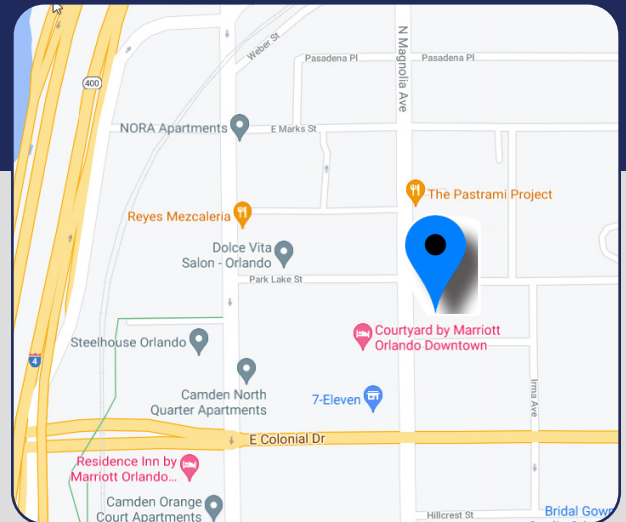 Weber St
N Magnolia Ave
Pasadena Pl
Pasadena Pl
400
NORA Apartments
E Marks St
The Pastrami Project
Reyes Mezcaleria
Dolce Vita
Salon - Orlando
Park Lake St
Courtyard by Marriott
Orlando Downtown
Steelhouse Orlando
4
Camden North
Quarter Apartments
7-Eleven
Irma Ave
E Colonial Dr
Residence Inn by
Marriott Orlando...
Camden Orange
Court Apartments
Hillcrest St
Bridal Gown